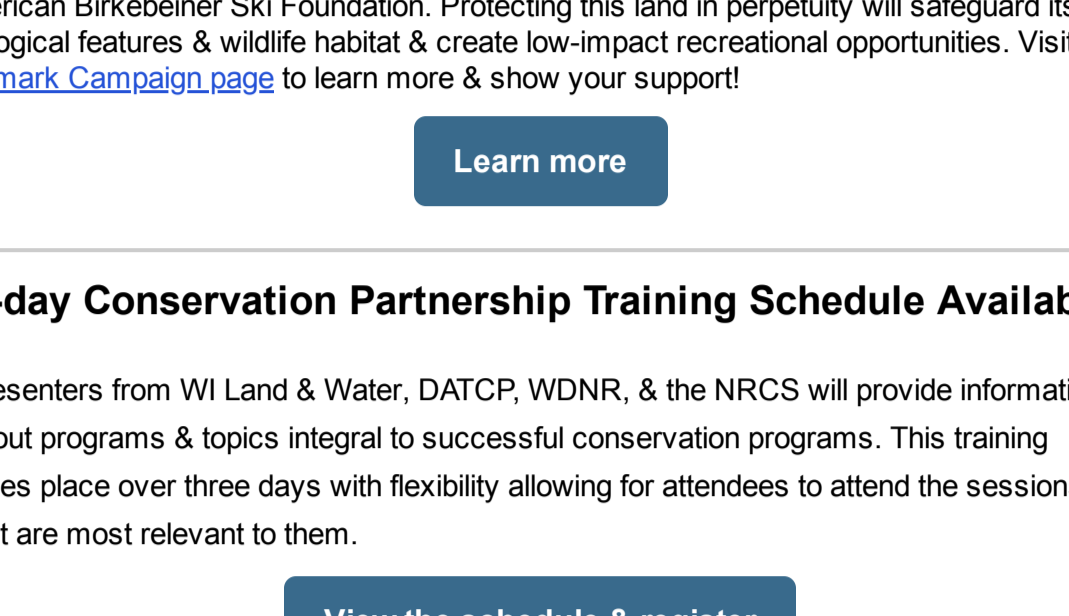 erican Birkebeiner Ski Foundation. Protecting this land in perpetuity will safeguard its
ogical features & wildlife habitat & create low-impact recreational opportunities. Visit
mark Campaign page to learn more & show your support!
Learn more
-day Conservation Partnership Training Schedule Availab
esenters from WI Land & Water, DATCP, WDNR, & the NRCS will provide informati
out programs & topics integral to successful conservation programs. This training
es place over three days with flexibility allowing for attendees to attend the session
t are most relevant to them.
View the schedule & register